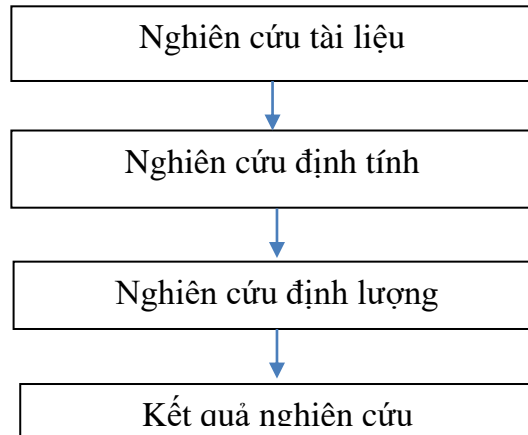 Nghiên cứu tài liệu
Nghiên cứu định tính
Nghiên cứu định lượng
Kết quả nghiên cứu